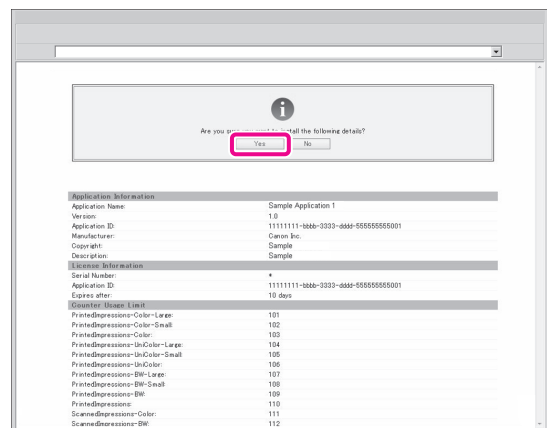 Are you sure you want to install the following details?
Yes No
Application Information
Application Name: Sample Application 1
Version: 1.0
Application ID: 11111111-bbbb-3333-dddd-555555555001
Manufacturer: Canon Inc.
Copyright: Sample
Description: Sample
License Information
Serial Number: *
Application ID: 11111111-bbbb-3333-dddd-555555555001
Expires after: 10 days
Counter Usage Limit
PrintedImpressions-Color-Large: 101
PrintedImpressions-Color-Small: 102
PrintedImpressions-Color: 103
PrintedImpressions-UniColor-Large: 104
PrintedImpressions-UniColor-Small: 105
PrintedImpressions-UniColor: 106
PrintedImpressions-BW-Large: 107
PrintedImpressions-BW-Small: 108
PrintedImpressions-BW: 109
PrintedImpressions: 110
ScannedImpressions-Color: 111
ScannedImpressions-BW: 112